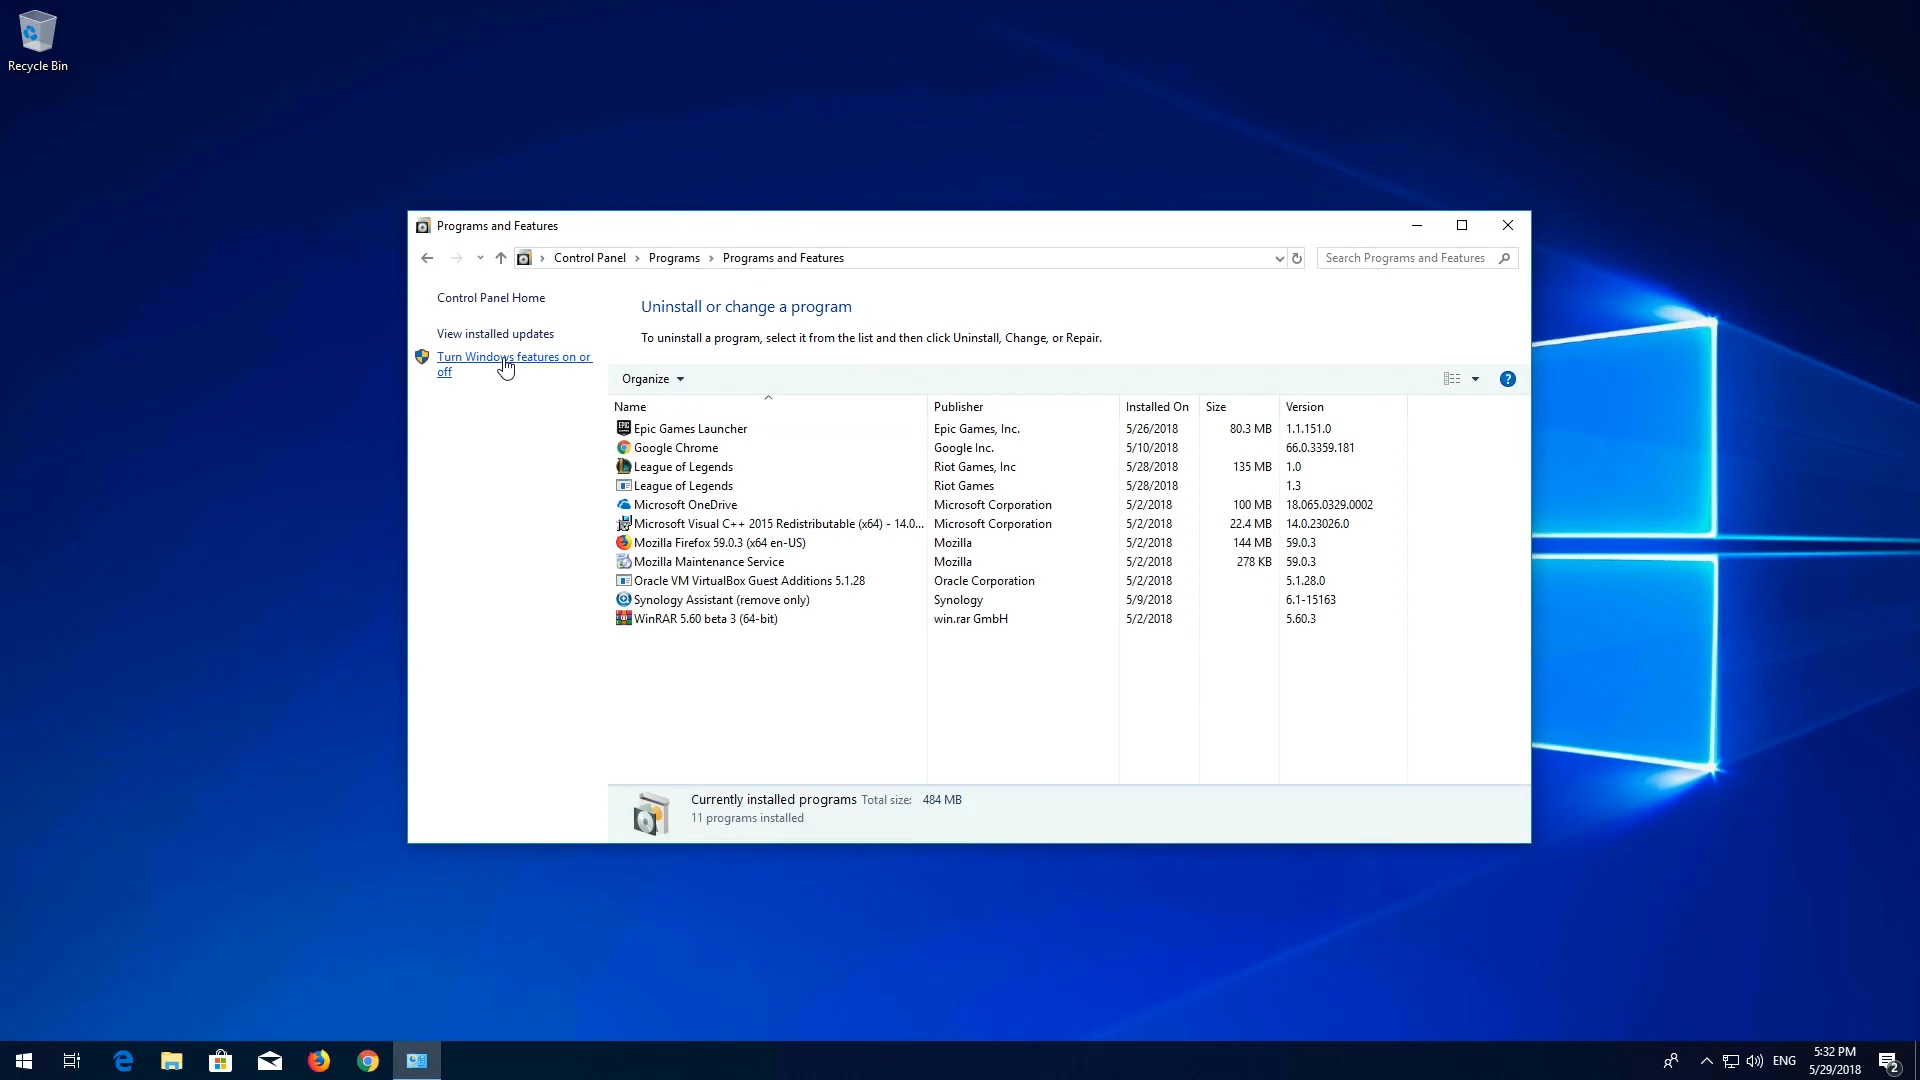 Recycle Bin
Programs and Features
Control Panel Programs Programs and Features
Search Programs and Features
Control Panel Home
View installed updates
Turn Windows features on or
off
Uninstall or change a program
To uninstall a program, select it from the list and then click Uninstall, Change, or Repair.
Organize
Name Publisher Installed On Size Version
Epic Games Launcher Epic Games, Inc. 5/26/2018 80.3 MB 1.1.151.0
Google Chrome Google Inc. 5/10/2018 66.0.3359.181
League of Legends Riot Games, Inc 5/28/2018 135 MB 1.0
League of Legends Riot Games 5/28/2018 1.3
Microsoft OneDrive Microsoft Corporation 5/2/2018 100 MB 18.065.0329.0002
Microsoft Visual C++ 2015 Redistributable (x64) - 14.0... Microsoft Corporation 5/2/2018 22.4 MB 14.0.23026.0
Mozilla Firefox 59.0.3 (x64 en-US) Mozilla 5/2/2018 144 MB 59.0.3
Mozilla Maintenance Service Mozilla 5/2/2018 278 KB 59.0.3
Oracle VM VirtualBox Guest Additions 5.1.28 Oracle Corporation 5/2/2018 5.1.28.0
Synology Assistant (remove only) Synology 5/9/2018 6.1-15163
WinRAR 5.60 beta 3 (64-bit) win.rar GmbH 5/2/2018 5.60.3
Currently installed programs Total size: 484 MB
11 programs installed
ENG
5:32 PM
5/29/2018
2